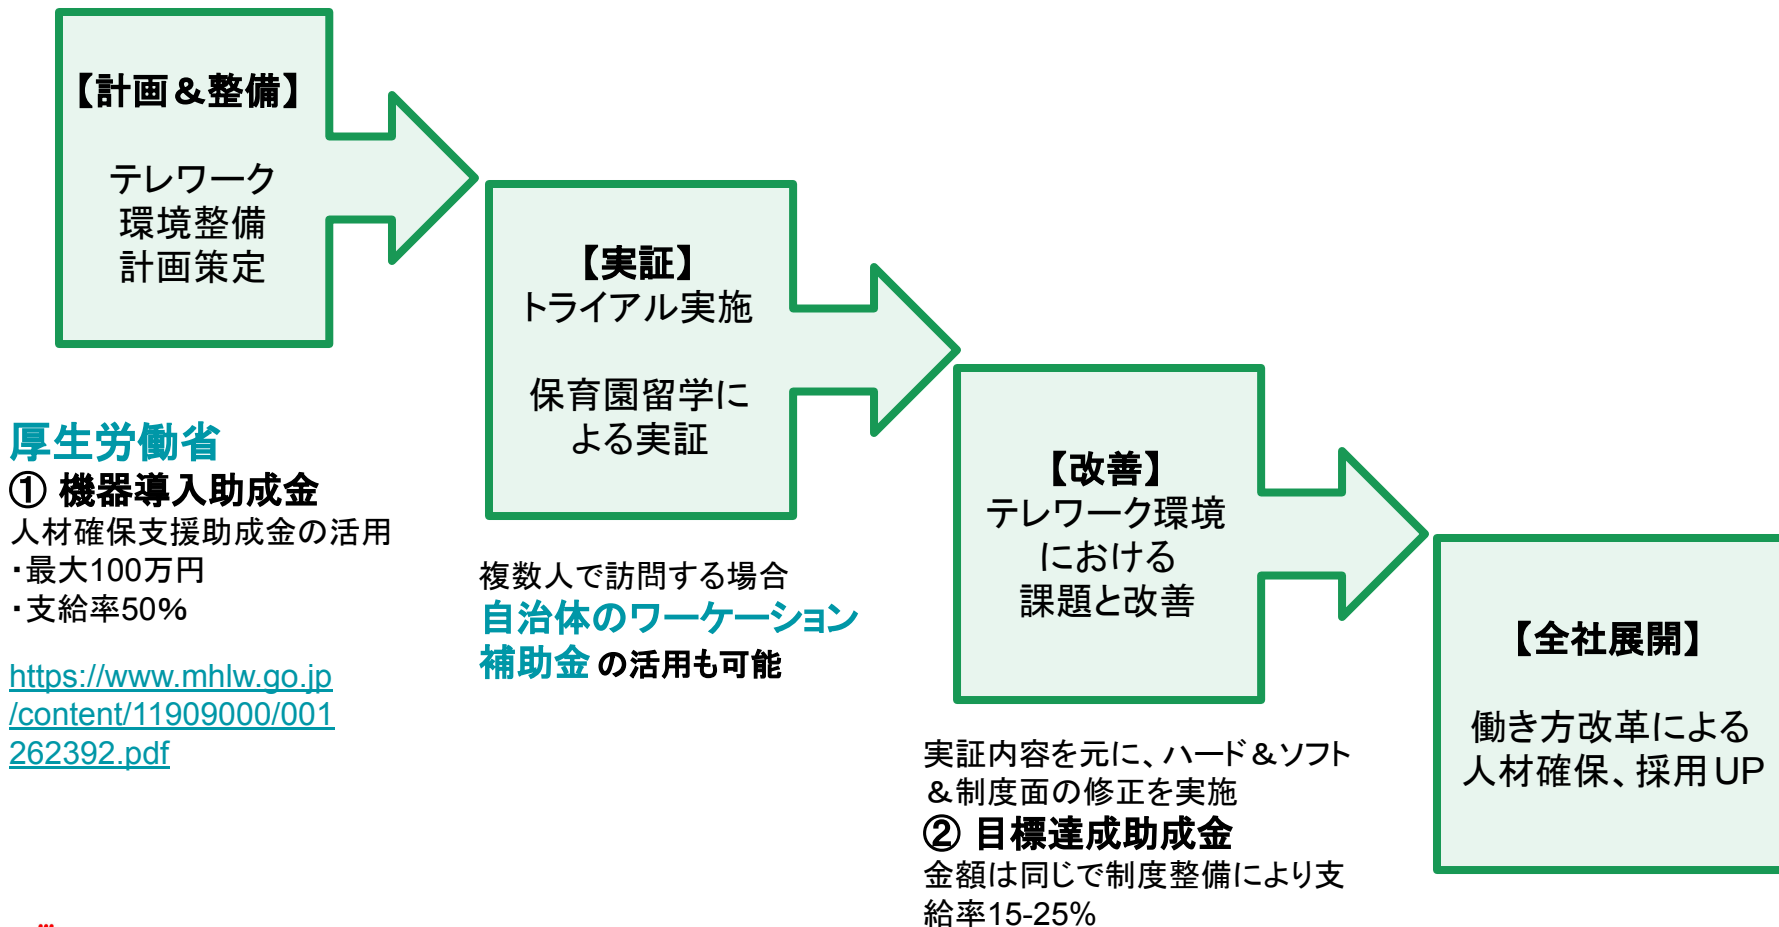 【計画&整備】
テレワーク
環境整備
計画策定
厚生労働省
① 機器導入助成金
人材確保支援助成金の活用
・最大100万円
・支給率50%
https://www.mhlw.go.jp
/content/11909000/001
262392.pdf
【実証】
トライアル実施
保育園留学に
よる実証
複数人で訪問する場合
自治体のワーケーション
補助金の活用も可能
【改善】
テレワーク環境
における
課題と改善
実証内容を元に、ハード&ソフト
&制度面の修正を実施
② 目標達成助成金
金額は同じで制度整備により支
給率15-25%
【全社展開】
働き方改革による
人材確保、採用UP